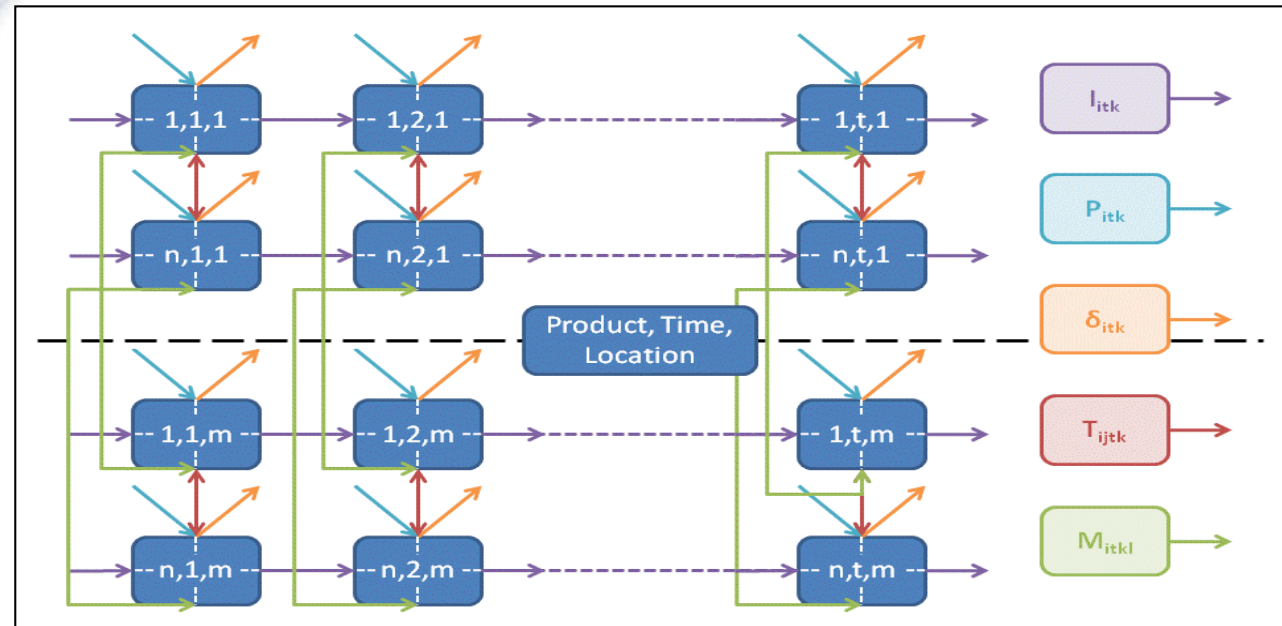 1,1,1
1,2,1
1,t,1
I_itk
n,1,1
n,2,1
n,t,1
P_itk
Product, Time,
Location
δ_itk
1,1,m
1,2,m
1,t,m
T_ijtk
n,1,m
n,2,m
n,t,m
M_itkl